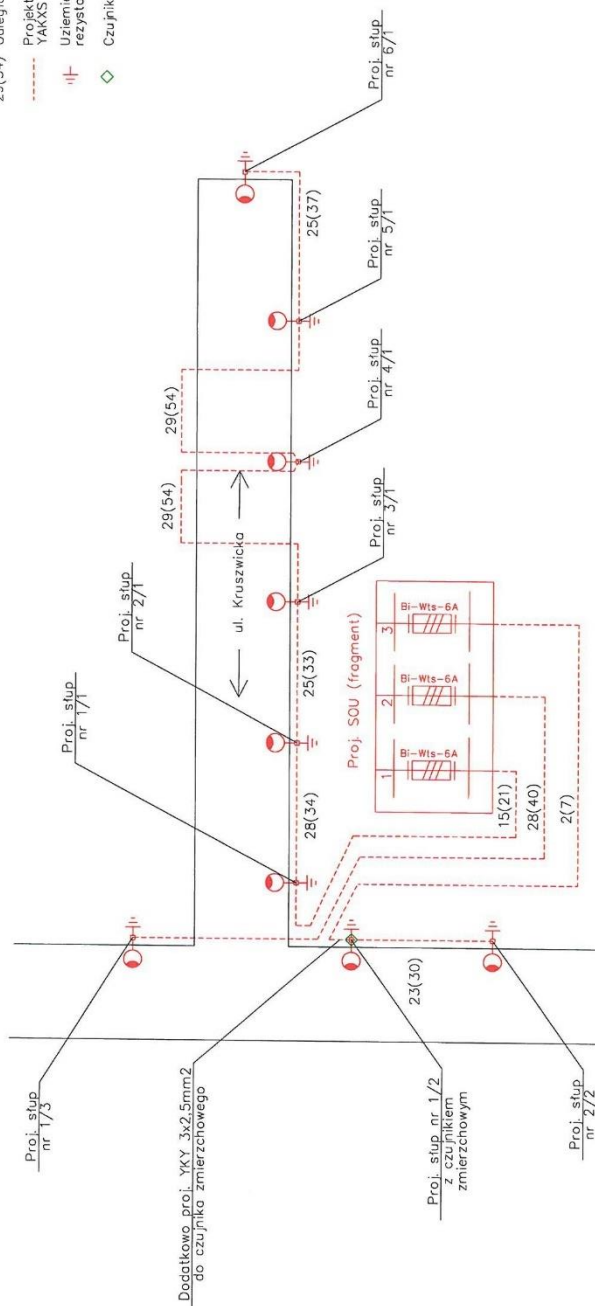 29(54) Odległo
Projekt
YAKXS
Uziemie
rezysto
Czujnik
Proj. słup
nr 6/1
25(37)
Proj. słup
nr 5/1
29(54)
Proj. słup
nr 4/1
29(54)
ul. Kruszwicka
Proj. słup
nr 3/1
Proj. słup
nr 2/1
25(33)
Proj. słup
nr 1/1
28(34)
Proj. SOU (fragment)
1
Bi-Wts-6A
2
Bi-Wts-6A
3
Bi-Wts-6A
15(21)
28(40)
2(7)
23(30)
Proj. słup
nr 1/3
Dodatkowo proj. YKY 3x2,5mm2
do czujnika zmierzchowego
Proj. słup nr 1/2
z czujnikiem
zmierzchowym
Proj. słup
nr 2/2